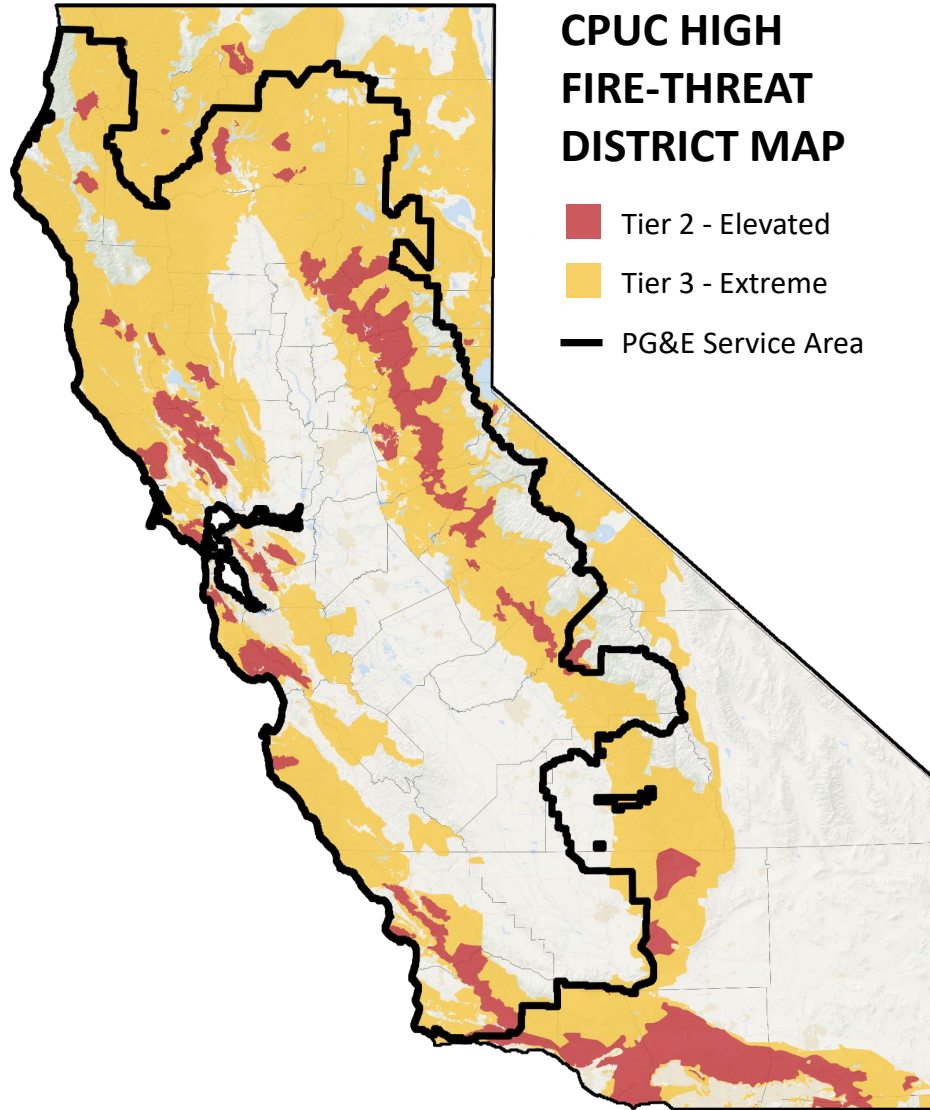 CPUC HIGH
FIRE-THREAT
DISTRICT MAP
Tier 2 - Elevated
Tier 3 - Extreme
PG&E Service Area